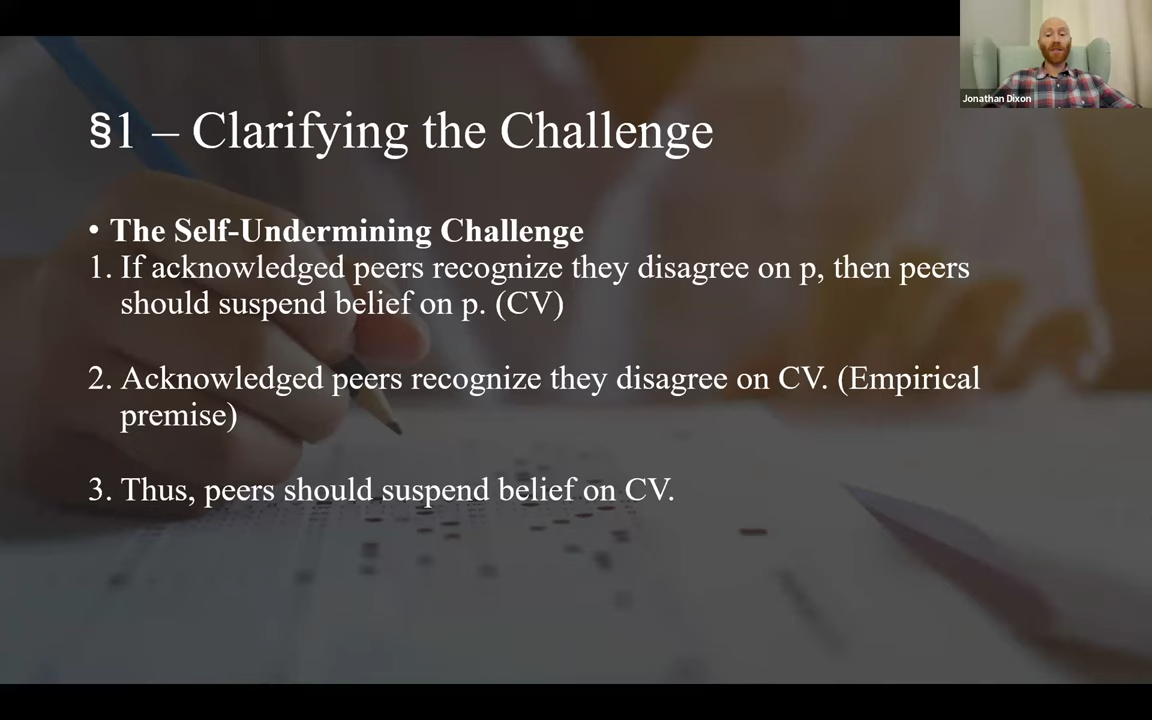 Jonathan Dixon
§1 – Clarifying the Challenge
• The Self-Undermining Challenge
1. If acknowledged peers recognize they disagree on p, then peers
should suspend belief on p. (CV)
2. Acknowledged peers recognize they disagree on CV. (Empirical
premise)
3. Thus, peers should suspend belief on CV.